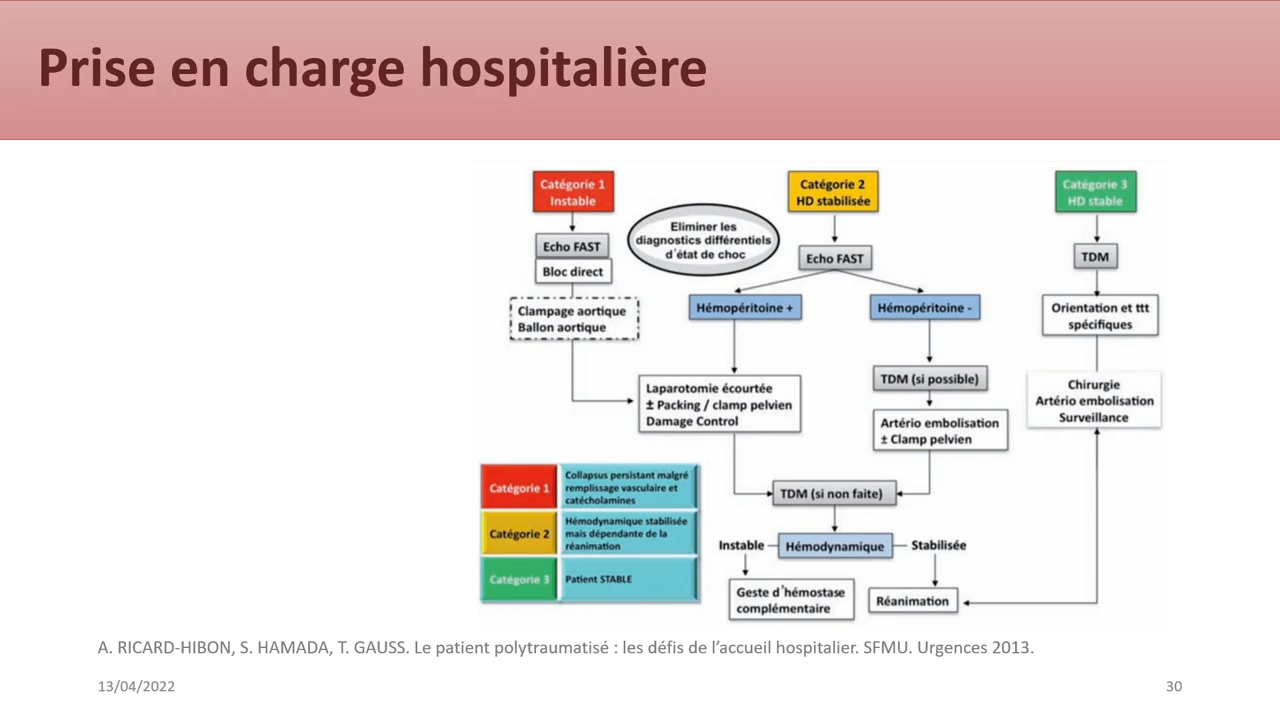 Prise en charge hospitalière
Catégorie 1
Instable
Echo FAST
Bloc direct
Clampage aortique
Ballon aortique
Eliminer les
diagnostics différentiels
d'état de choc
Catégorie 2
HD stabilisée
Echo FAST
Hémopéritoine +
Hémopéritoine -
Laparotomie écourtée
± Packing / clamp pelvien
Damage Control
TDM (si possible)
Artério embolisation
± Clamp pelvien
Catégorie 3
HD stable
TDM
Orientation et ttt
spécifiques
Chirurgie
Artério embolisation
Surveillance
TDM (si non faite)
Instable
Hémodynamique
Stabilisée
Geste d'hémostase
complémentaire
Réanimation
Catégorie 1
Collapsus persistant malgré
remplissage vasculaire et
catécholamines
Catégorie 2
Hémodynamique stabilisée
mais dépendante de la
réanimation
Catégorie 3
Patient STABLE
A. RICARD-HIBON, S. HAMADA, T. GAUSS. Le patient polytraumatisé : les défis de l’accueil hospitalier. SFMU. Urgences 2013.
13/04/2022
30